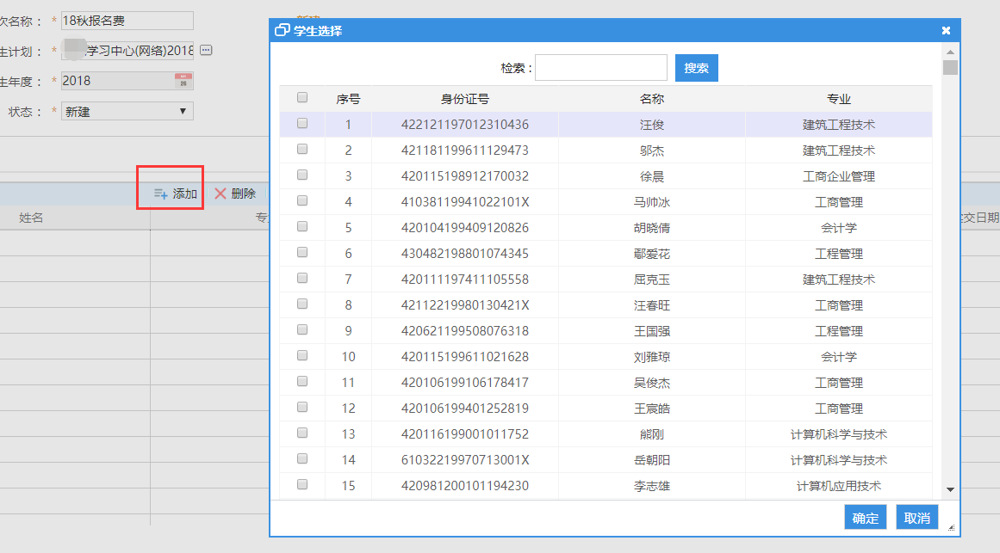 次名称： * 18秋报名费
新建
生计划： * 学习中心(网络)2018
生年度： * 2018
状态： * 新建
添加 删除
姓名 专 交日期
学生选择
检索： 搜索
序号 身份证号 名称 专业
1 422121197012310436 汪俊 建筑工程技术
2 421181199611129473 邬杰 建筑工程技术
3 420115198912170032 徐晨 工商企业管理
4 41038119941022101X 马帅冰 工商管理
5 420104199409120826 胡晓倩 会计学
6 430482198801074345 鄢爱花 工程管理
7 420111197411105558 屈克玉 建筑工程技术
8 42112219980130421X 汪春旺 工商管理
9 420621199508076318 王国强 工程管理
10 420115199611021628 刘雅琼 会计学
11 420106199106178417 吴俊杰 工商管理
12 420106199401252819 王宸皓 工商管理
13 420116199001011752 熊刚 计算机科学与技术
14 61032219970713001X 岳朝阳 计算机科学与技术
15 420981200101194230 李志雄 计算机应用技术
确定 取消